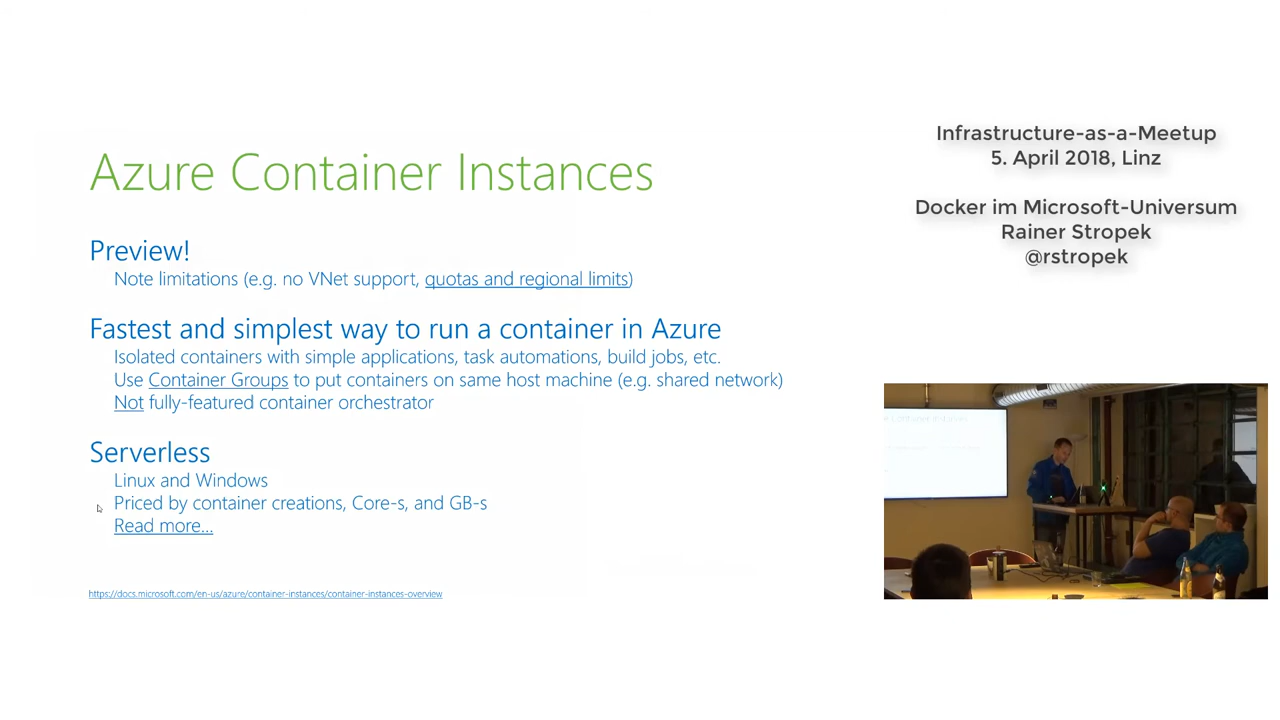 Azure Container Instances
Preview!
Note limitations (e.g. no VNet support, quotas and regional limits)
Fastest and simplest way to run a container in Azure
Isolated containers with simple applications, task automations, build jobs, etc.
Use Container Groups to put containers on same host machine (e.g. shared network)
Not fully-featured container orchestrator
Serverless
Linux and Windows
Priced by container creations, Core-s, and GB-s
Read more...
https://docs.microsoft.com/en-us/azure/container-instances/container-instances-overview
Infrastructure-as-a-Meetup
5. April 2018, Linz
Docker im Microsoft-Universum
Rainer Stropek
@rstropek